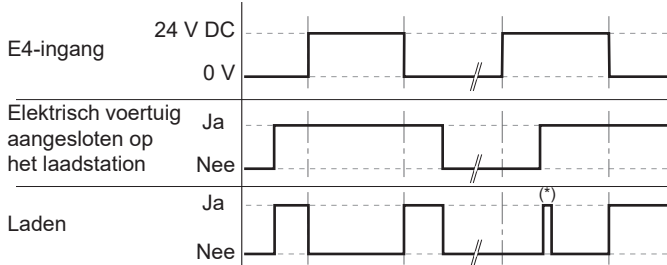 24 V DC
E4-ingang
0 V
Elektrisch voertuig
aangesloten op
het laadstation
Ja
Nee
(*)
Ja
Laden
Nee